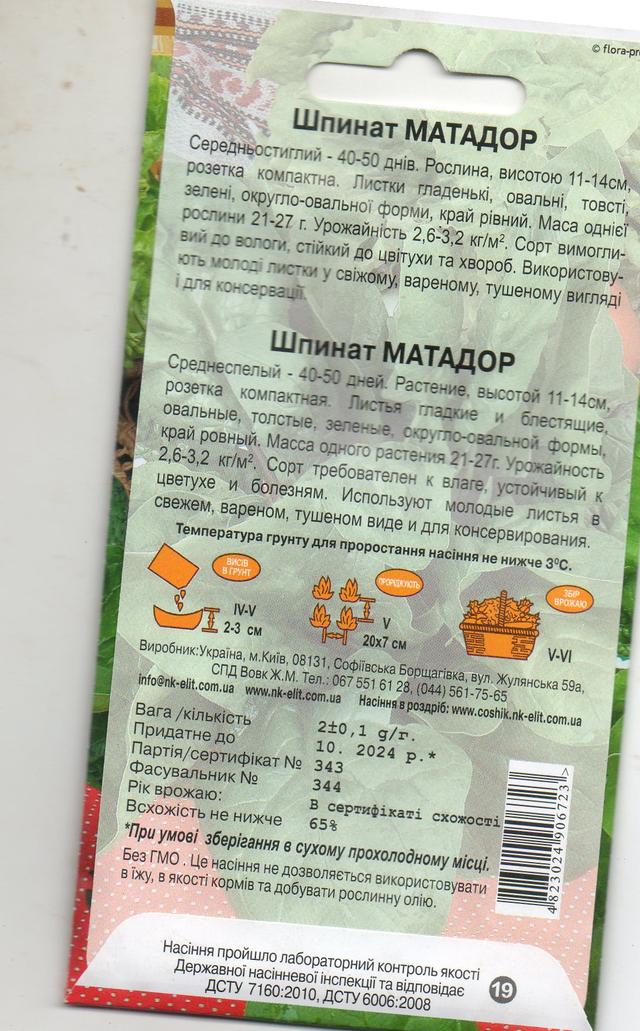 © flora-pr
Шпинат МАТАДОР
Середньостиглий - 40-50 днів. Рослина, висотою 11-14см,
розетка компактна. Листки гладенькі, овальні, товсті,
зелені, округло-овальної форми, край рівний. Маса однієї
рослини 21-27 г. Урожайність 2,6-3,2 кг/м². Сорт вимогли-
вий до вологи, стійкий до цвітухи та хвороб. Використову-
ють молоді листки у свіжому, вареному, тушеному вигляді
і для консервації.
Шпинат МАТАДОР
Среднеспелый - 40-50 дней. Растение, высотой 11-14см,
розетка компактная. Листья гладкие и блестящие,
овальные, толстые, зеленые, округло-овальной формы,
край ровный. Масса одного растения 21-27г. Урожайность
2,6-3,2 кг/м². Сорт требователен к влаге, устойчивый к
цветухе и болезням. Используют молодые листья в
свежем, вареном, тушеном виде и для консервирования.
Температура грунту для проростання насіння не нижче 3⁰С.
ВИСІВ
В ГРУНТ
IV-V
2-3 см
ПРОРІДЖУЮТЬ
V
20х7 см
ЗБІР
ВРОЖАЮ
V-VI
Виробник:Україна, м.Київ, 08131, Софіївська Борщагівка, вул. Жулянська 59а,
СПД Вовк Ж.М. Тел.: 067 551 61 28, (044) 561-75-65
info@nk-elit.com.ua www.nk-elit.com.ua Насіння в роздріб: www.coshik.nk-elit.com.ua
Вага /кількість 2±0,1 g/г.
Придатне до 10. 2024 р.*
Партія/сертифікат № 343
Фасувальник № 344
Рік врожаю: В сертифікаті схожості
Всхожість не нижче 65%
*При умові зберігання в сухому прохолодному місці.
Без ГМО . Це насіння не дозволяється використовувати
в їжу, в якості кормів та добувати рослинну олію.
4823024906723
Насіння пройшло лабораторний контроль якості
Державної насінневої інспекції та відповідає
ДСТУ 7160:2010, ДСТУ 6006:2008
19